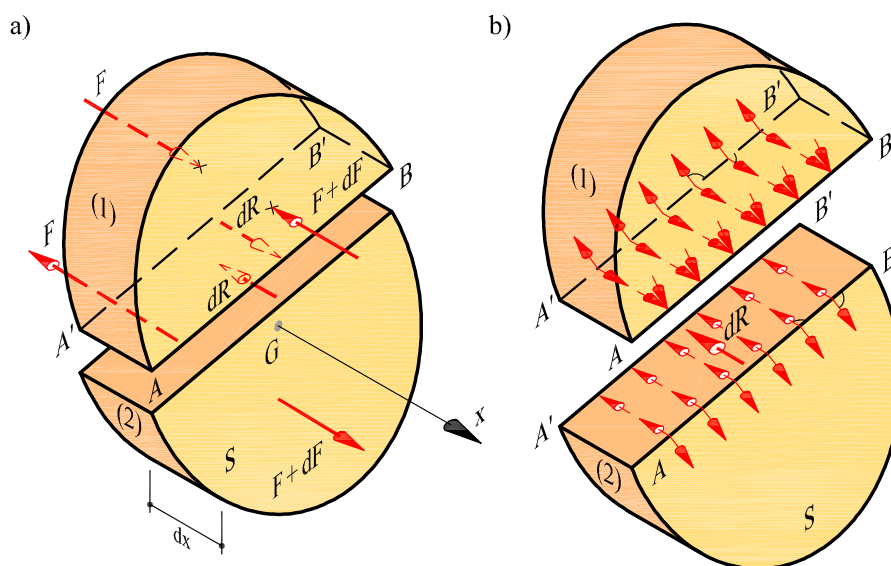 a)
F
(1)
B'
B
F + dF
dR
F
dR
A'
G
A
(2)
x
S
F + dF
dx
b)
B'
B
(1)
B'
B
A'
dR
A
A'
A
(2)
S